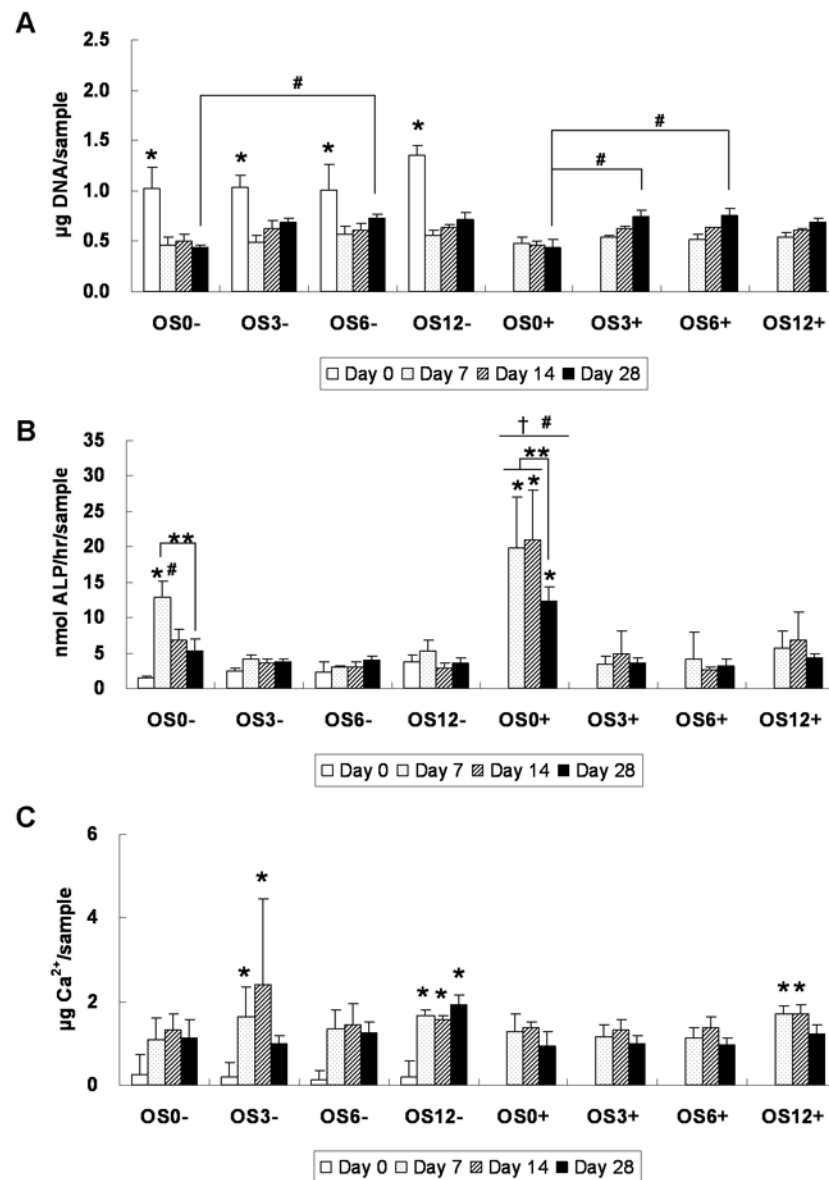 A
2.5
2.0
1.5
1.0
0.5
0.0
µg DNA/sample
* * * * # # #
OS0- OS3- OS6- OS12- OS0+ OS3+ OS6+ OS12+
Day 0 Day 7 Day 14 Day 28
B
35
30
25
20
15
10
5
0
nmol ALP/hr/sample
† #
** **
*# * * *
OS0- OS3- OS6- OS12- OS0+ OS3+ OS6+ OS12+
Day 0 Day 7 Day 14 Day 28
C
6
4
2
0
µg Ca²⁺/sample
* * * * * * *
OS0- OS3- OS6- OS12- OS0+ OS3+ OS6+ OS12+
Day 0 Day 7 Day 14 Day 28